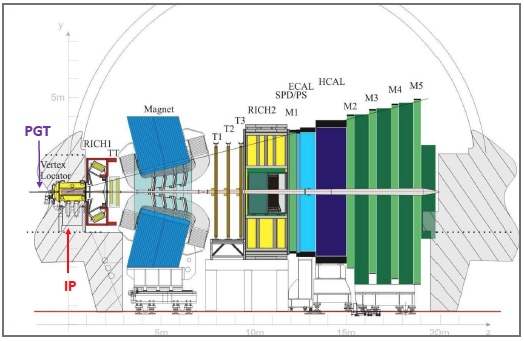 y
5m
PGT
Vertex
Locator
RICH1
TT
Magnet
T1
T2
T3
RICH2
SPD/PS
ECAL
HCAL
M1
M2
M3
M4
M5
IP
5m
10m
15m
20m
z